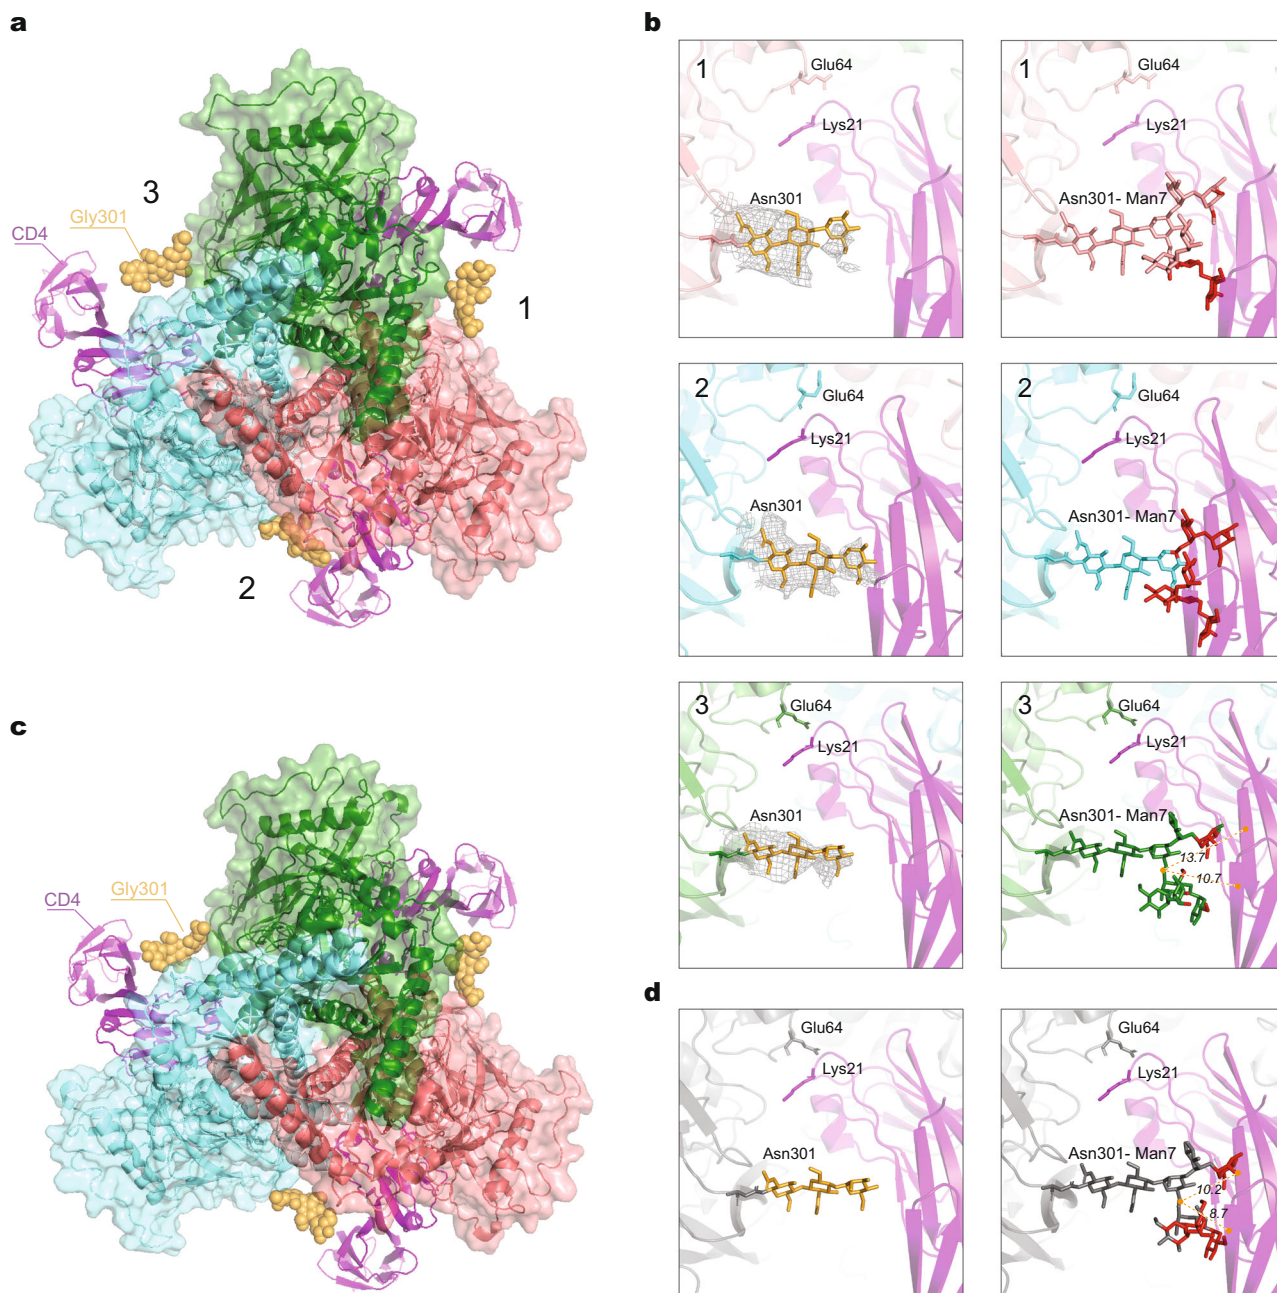 a
3
Gly301
CD4
1
2
b
1
Glu64
Lys21
Asn301
1
Glu64
Lys21
Asn301- Man7
2
Glu64
Lys21
Asn301
2
Glu64
Lys21
Asn301- Man7
3
Glu64
Lys21
Asn301
3
Glu64
Lys21
Asn301- Man7
13.7
10.7
c
CD4
Gly301
d
Glu64
Lys21
Asn301
Glu64
Lys21
Asn301- Man7
10.2
8.7